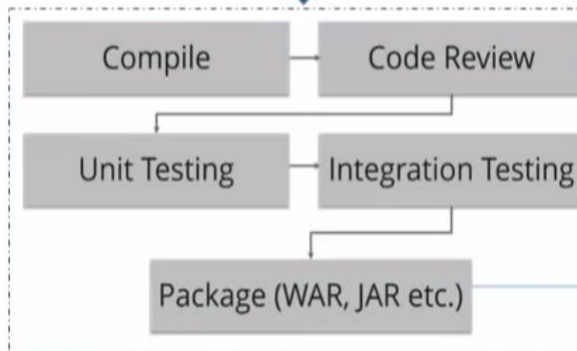 Compile
Code Review
Unit Testing
Integration Testing
Package (WAR, JAR etc.)